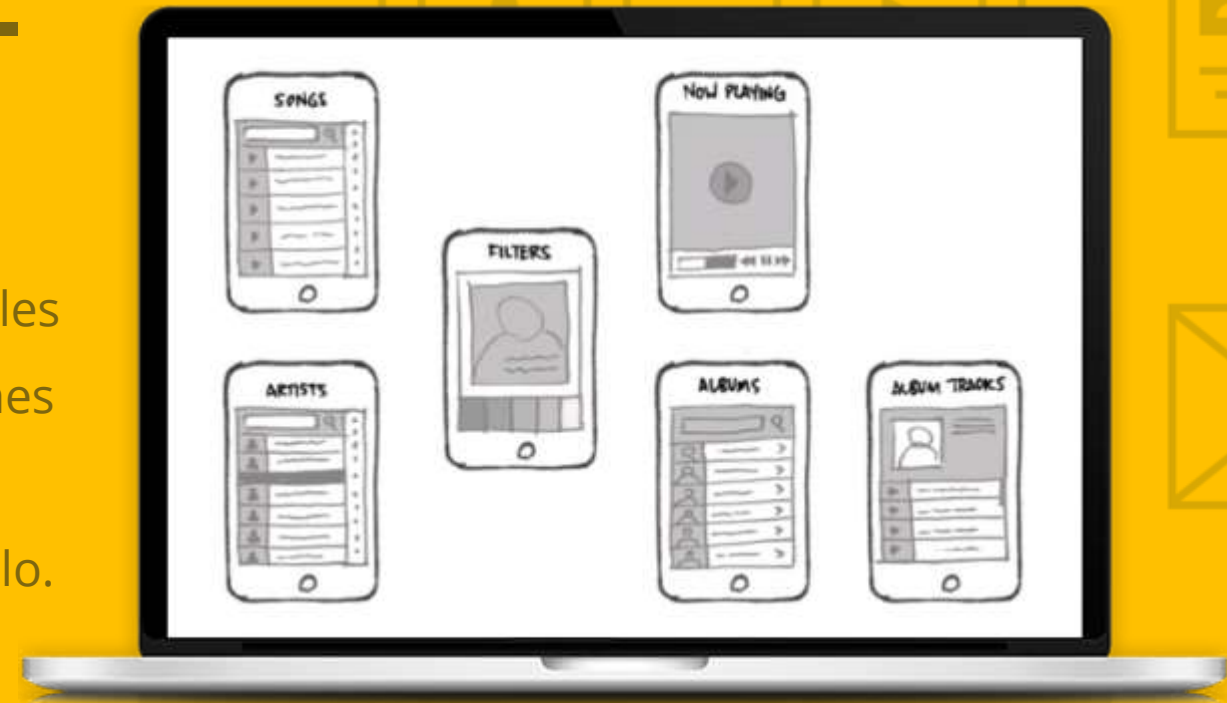 les
nes
lo.
SONGS
NOW PLAYING
FILTERS
ARTISTS
ALBUMS
ALBUM TRACKS